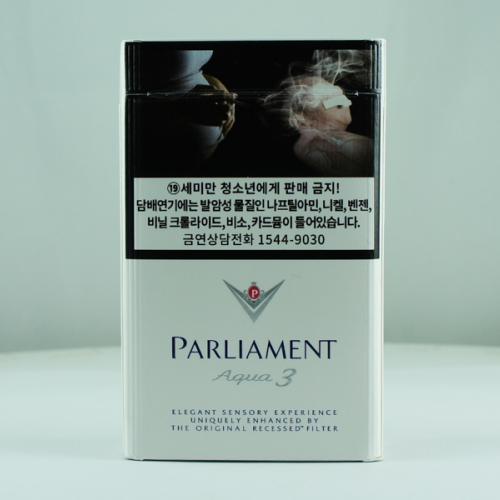 ⑲세미만 청소년에게 판매 금지!
담배연기에는 발암성 물질인 나프틸아민, 니켈, 벤젠,
비닐 크롤라이드, 비소, 카드뮴이 들어있습니다.
금연상담전화 1544-9030
P
PARLIAMENT
Aqua 3
ELEGANT SENSORY EXPERIENCE
UNIQUELY ENHANCED BY
THE ORIGINAL RECESSED™ FILTER